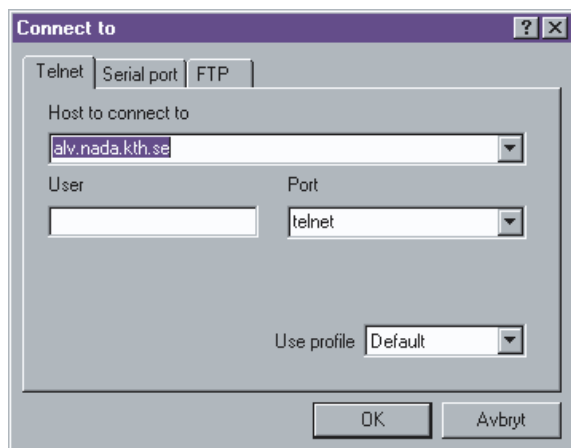 Connect to
Telnet Serial port FTP
Host to connect to
alv.nada.kth.se
User Port
telnet
Use profile Default
OK Avbryt